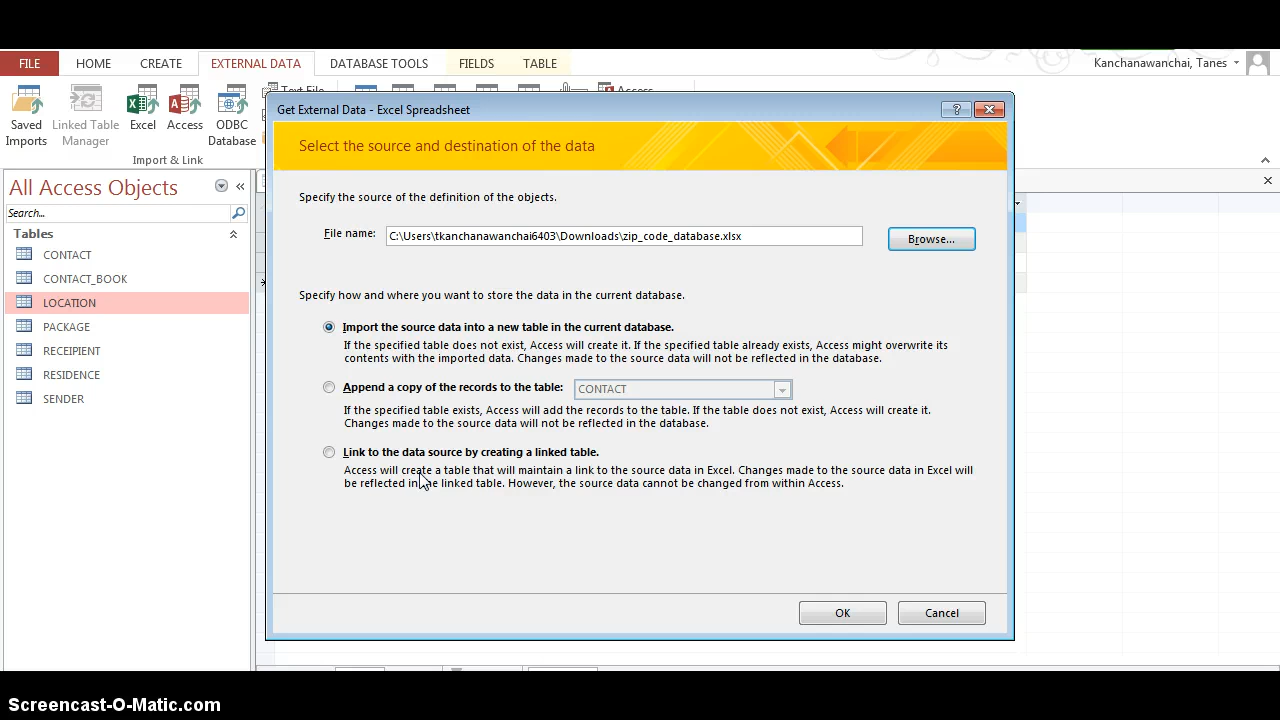 FILE HOME CREATE EXTERNAL DATA DATABASE TOOLS FIELDS TABLE Kanchanawanchai, Tanes
Saved Imports
Linked Table Manager
Excel
Access
ODBC Database
Text File
Access
Import & Link
Get External Data - Excel Spreadsheet
?
Select the source and destination of the data
All Access Objects
Search...
Tables
CONTACT
CONTACT_BOOK
LOCATION
PACKAGE
RECEIPIENT
RESIDENCE
SENDER
Specify the source of the definition of the objects.
File name: C:\Users\tkanchanawanchai6403\Downloads\zip_code_database.xlsx Browse...
Specify how and where you want to store the data in the current database.
Import the source data into a new table in the current database.
If the specified table does not exist, Access will create it. If the specified table already exists, Access might overwrite its
contents with the imported data. Changes made to the source data will not be reflected in the database.
Append a copy of the records to the table: CONTACT
If the specified table exists, Access will add the records to the table. If the table does not exist, Access will create it.
Changes made to the source data will not be reflected in the database.
Link to the data source by creating a linked table.
Access will create a table that will maintain a link to the source data in Excel. Changes made to the source data in Excel will
be reflected in the linked table. However, the source data cannot be changed from within Access.
OK Cancel
Screencast-O-Matic.com